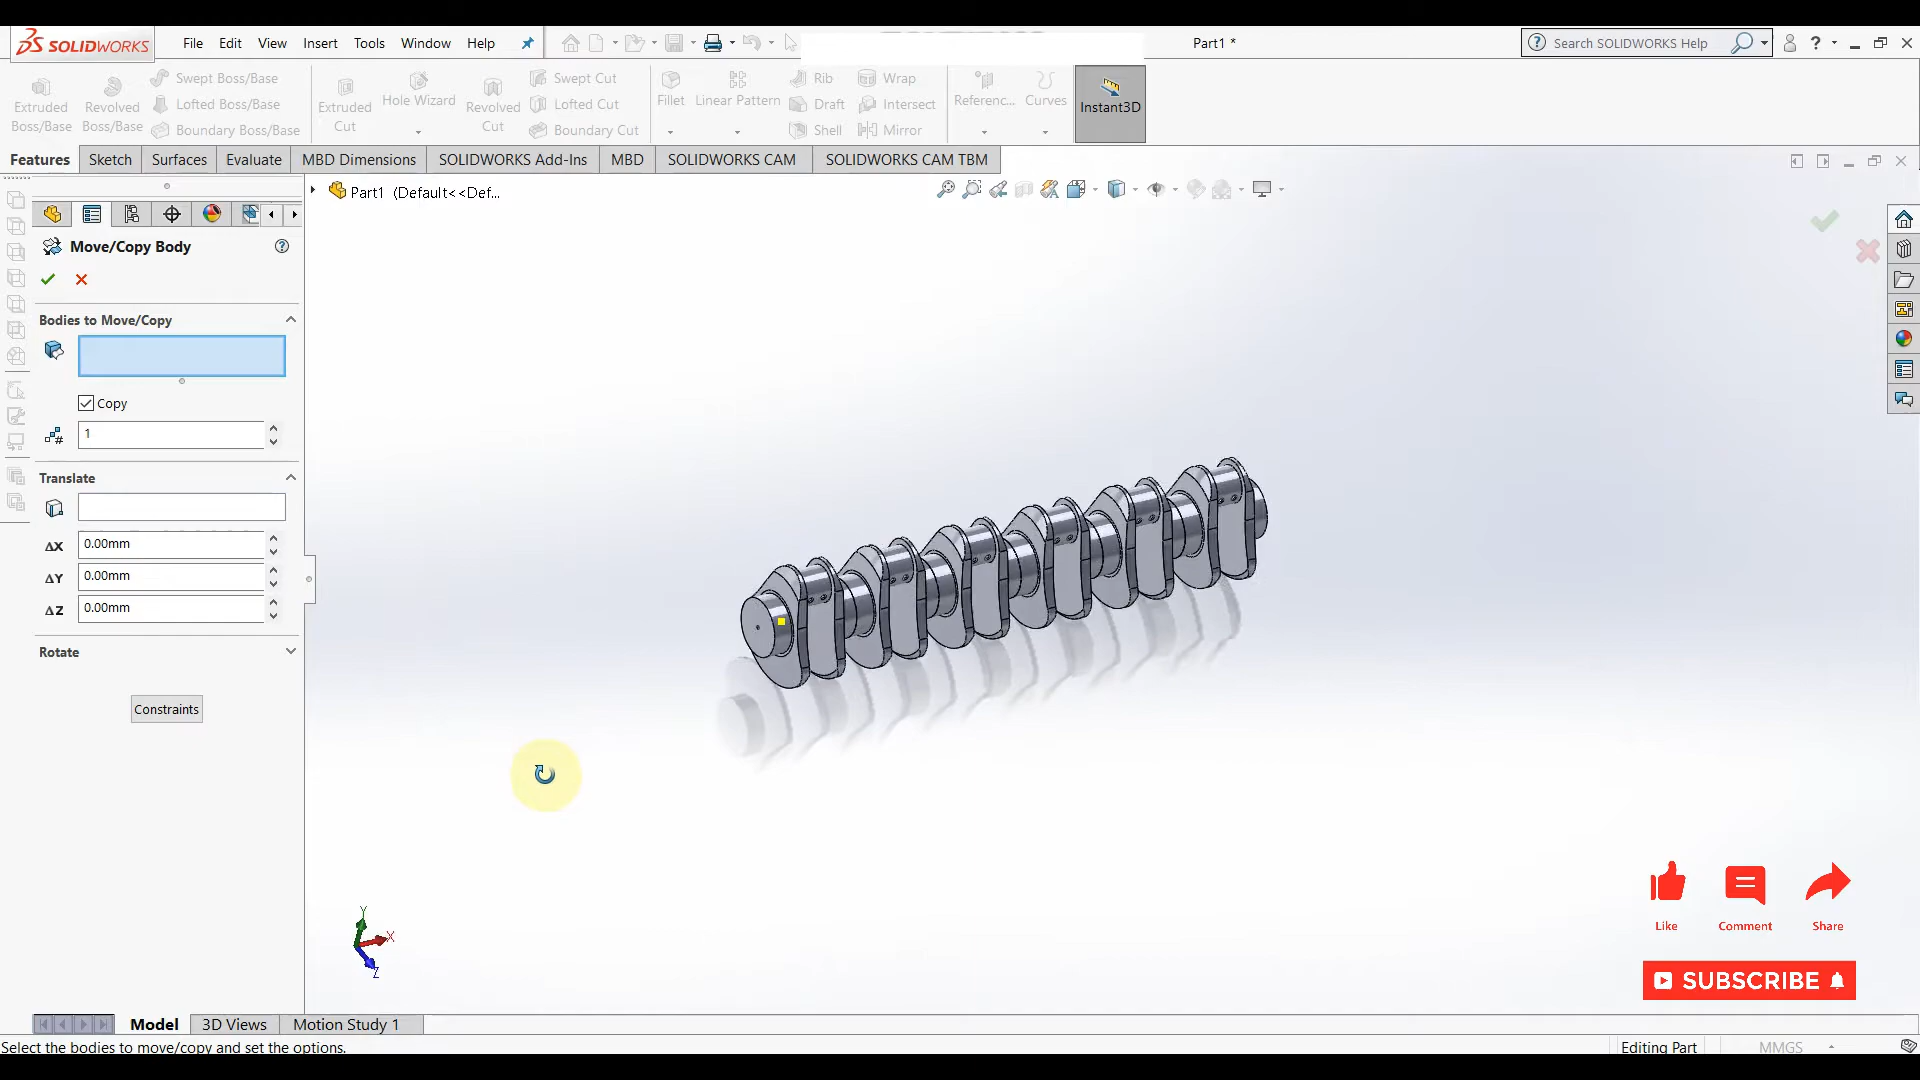 SOLIDWORKS File Edit View Insert Tools Window Help Part1 * Search SOLIDWORKS Help ?
Extruded Boss/Base Revolved Boss/Base Swept Boss/Base Lofted Boss/Base Boundary Boss/Base
Extruded Cut Hole Wizard Revolved Cut Swept Cut Lofted Cut Boundary Cut
Fillet Linear Pattern Rib Draft Shell Wrap Intersect Mirror
Referenc... Curves Instant3D
Features Sketch Surfaces Evaluate MBD Dimensions SOLIDWORKS Add-Ins MBD SOLIDWORKS CAM SOLIDWORKS CAM TBM
Part1 (Default<<Def...
Move/Copy Body ?
Bodies to Move/Copy
Copy
1
Translate
ΔX 0.00mm
ΔY 0.00mm
ΔZ 0.00mm
Rotate
Constraints
Y
X
Z
Like Comment Share
SUBSCRIBE
Model 3D Views Motion Study 1
Select the bodies to move/copy and set the options. Editing Part MMGS